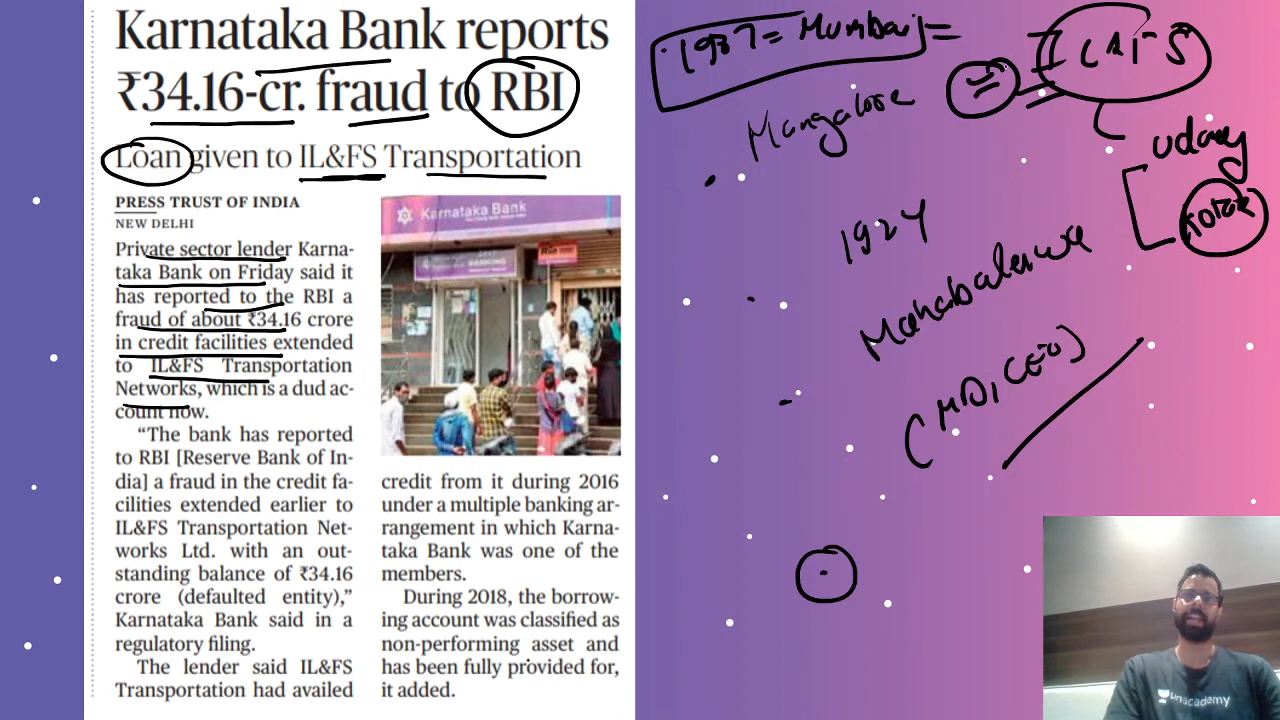 Karnataka Bank reports
₹34.16-cr. fraud to RBI
Loan given to IL&FS Transportation
PRESS TRUST OF INDIA
NEW DELHI
Private sector lender Karna-
taka Bank on Friday said it
has reported to the RBI a
fraud of about ₹34.16 crore
in credit facilities extended
to IL&FS Transportation
Networks, which is a dud ac-
count now.
“The bank has reported
to RBI [Reserve Bank of In-
dia] a fraud in the credit fa-
cilities extended earlier to
IL&FS Transportation Net-
works Ltd. with an out-
standing balance of ₹34.16
crore (defaulted entity),”
Karnataka Bank said in a
regulatory filing.
The lender said IL&FS
Transportation had availed
Karnataka Bank
credit from it during 2016
under a multiple banking ar-
rangement in which Karna-
taka Bank was one of the
members.
During 2018, the borrow-
ing account was classified as
non-performing asset and
has been fully provided for,
it added.
1987 = Mumbai =
Mangalore
Uday
Kotak
1924
(MD, CEO)
unacademy